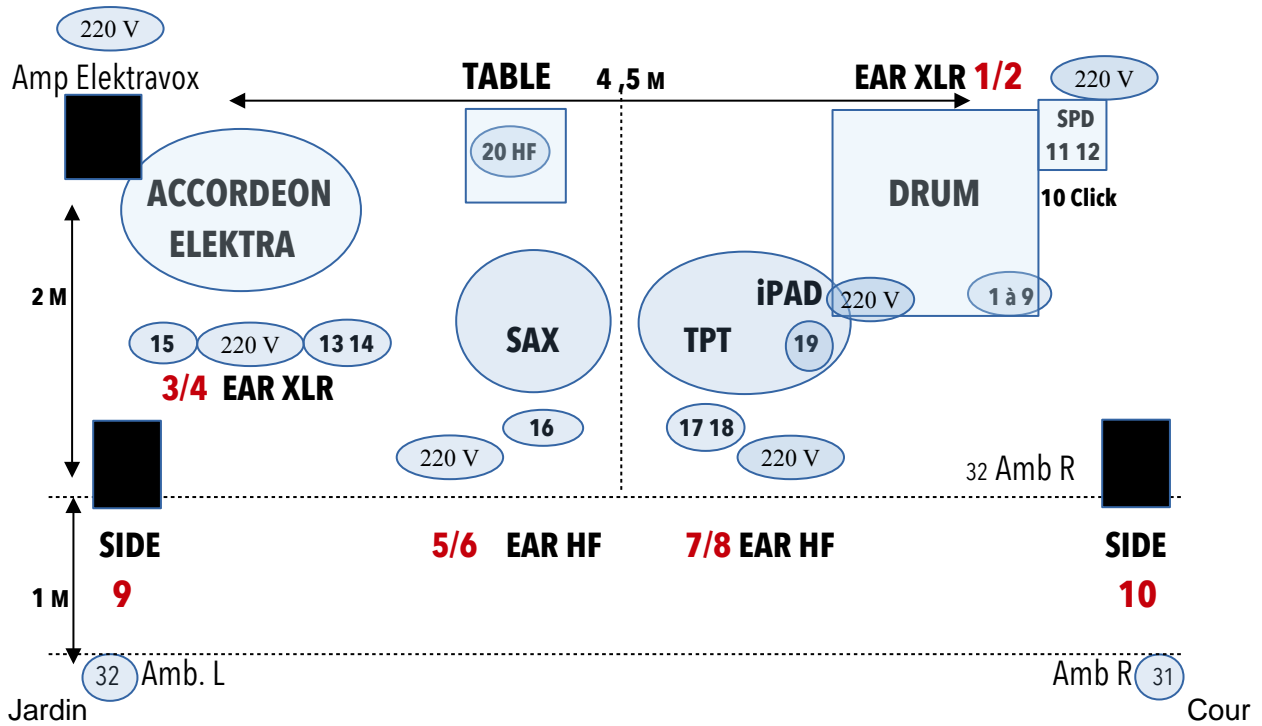 220 V
Amp Elektravox
TABLE 4 ,5 M
EAR XLR 1/2
220 V
SPD
11 12
20 HF
10 Click
ACCORDEON
ELEKTRA
DRUM
2 M
iPAD
220 V
1 à 9
15
220 V
13 14
SAX
TPT
19
3/4 EAR XLR
16
17 18
220 V
220 V
32 Amb R
SIDE
9
5/6 EAR HF
7/8 EAR HF
SIDE
10
1 M
32 Amb. L
Amb R 31
Jardin
Cour